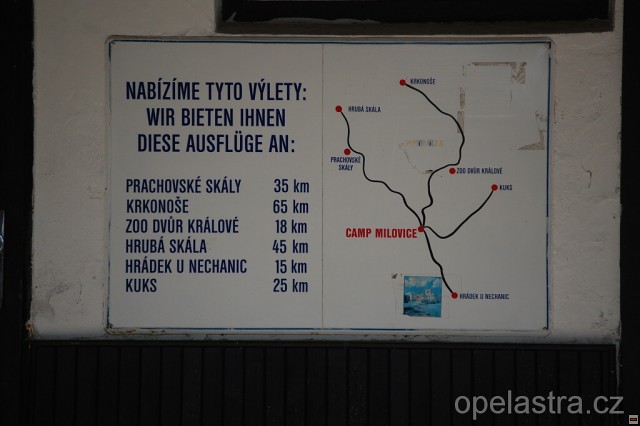 NABÍZÍME TYTO VÝLETY:
WIR BIETEN IHNEN
DIESE AUSFLÜGE AN:
PRACHOVSKÉ SKÁLY 35 km
KRKONOŠE 65 km
ZOO DVŮR KRÁLOVÉ 18 km
HRUBÁ SKÁLA 45 km
HRÁDEK U NECHANIC 15 km
KUKS 25 km
KRKONOŠE
HRUBÁ SKÁLA
PRACHOVSKÉ
SKÁLY
ZOO DVŮR KRÁLOVÉ
KUKS
CAMP MILOVICE
HRÁDEK U NECHANIC
opelastra.cz